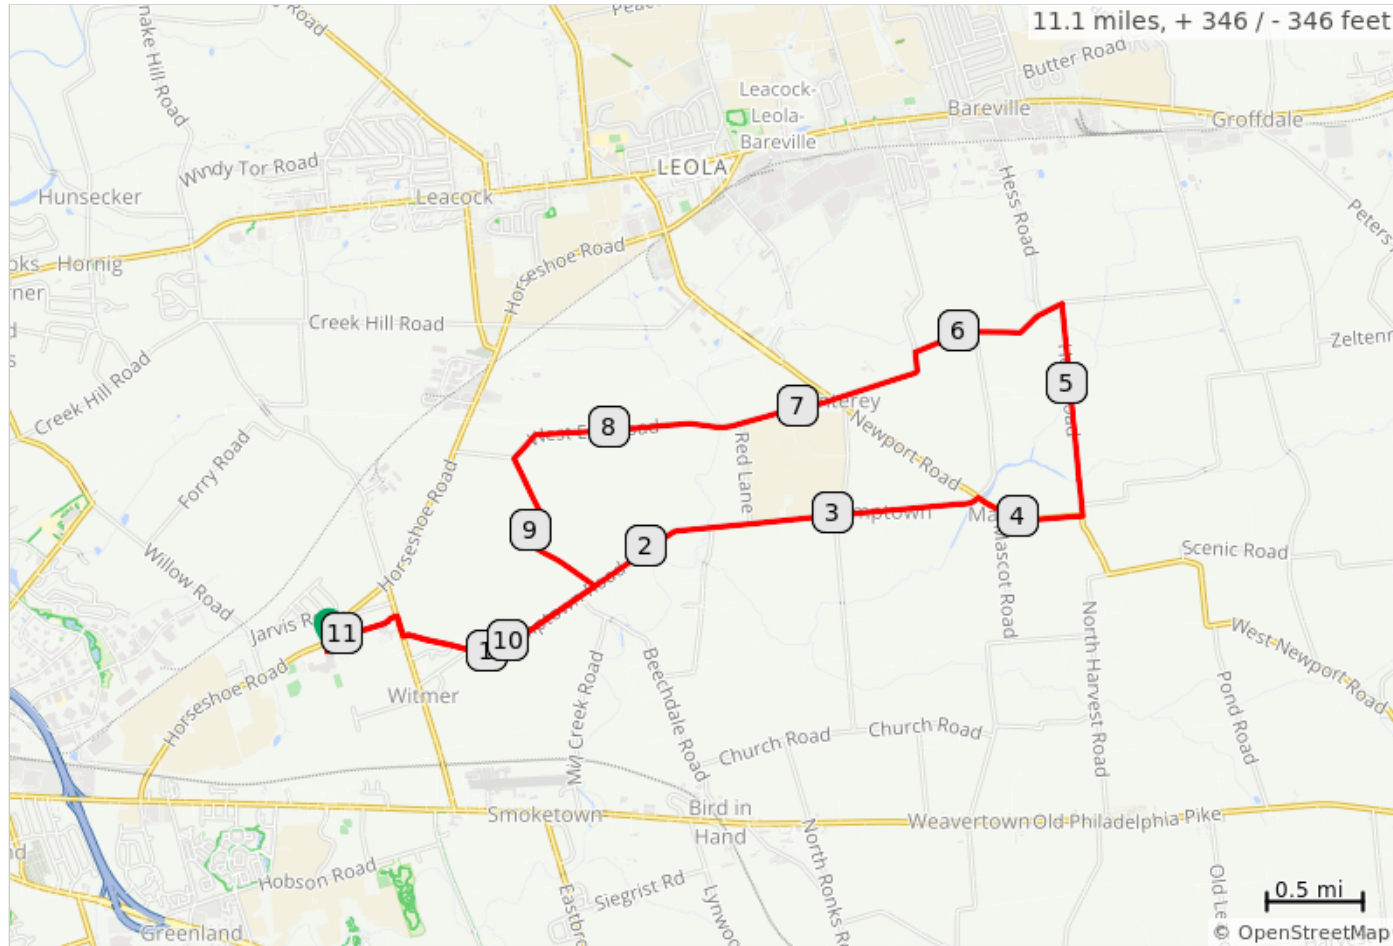 11.1 miles, + 346 / - 346 feet
Butter Road
Leacock-
Leola-
Bareville
Bareville
Groffdale
Windy Tor Road
LEOLA
Hunsecker
Leacock
Hess Road
Hornig
Horseshoe Road
Creek Hill Road
6
Creek Hill Road
5
7
8
Newport Road
Red Lane
Forry Road
Horseshoe Road
3
4
9
2
Mascot Road
Scenic Road
Willow Road
11
10
Horseshoe Road
Witmer
Mill Creek Road
Beechdale Road
North Harvest Road
West Newport Road
Pond Road
Church Road
Church Road
Smoketown
Bird in
Hand
Weavertown
Old Philadelphia Pike
Hobson Road
Siegrist Rd
0.5 mi
Greenland
© OpenStreetMap